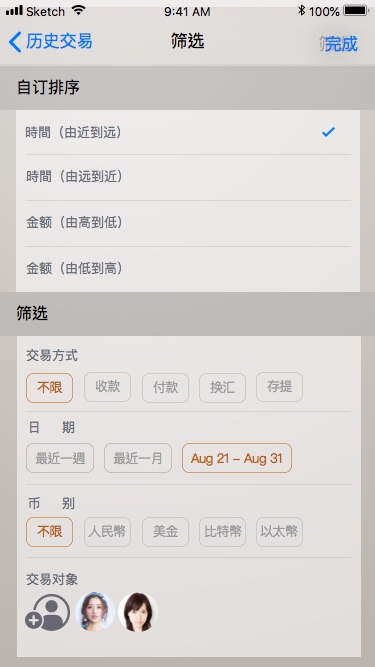 Sketch 9:41 AM 100%
历史交易 筛选 完成
自订排序
時間（由近到远）
時間（由远到近）
金额（由高到低）
金额（由低到高）
筛选
交易方式
不限 收款 付款 换汇 存提
日 期
最近一週 最近一月 Aug 21 – Aug 31
币 别
不限 人民幣 美金 比特幣 以太幣
交易对象